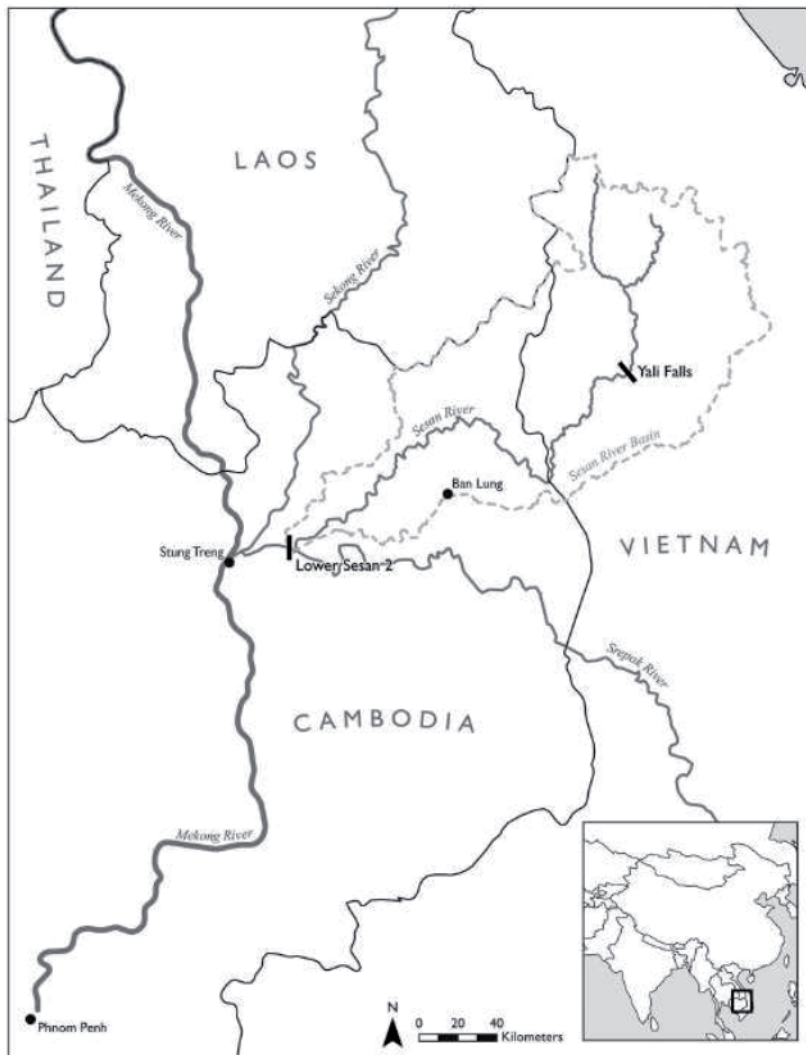 THAILAND
LAOS
Mekong River
Sekong River
Yali Falls
Sesan River
Sesan River Basin
Ban Lung
Stung Treng
Lower Sesan 2
VIETNAM
Srepak River
CAMBODIA
Mekong River
Phnom Penh
N
0 20 40
Kilometers